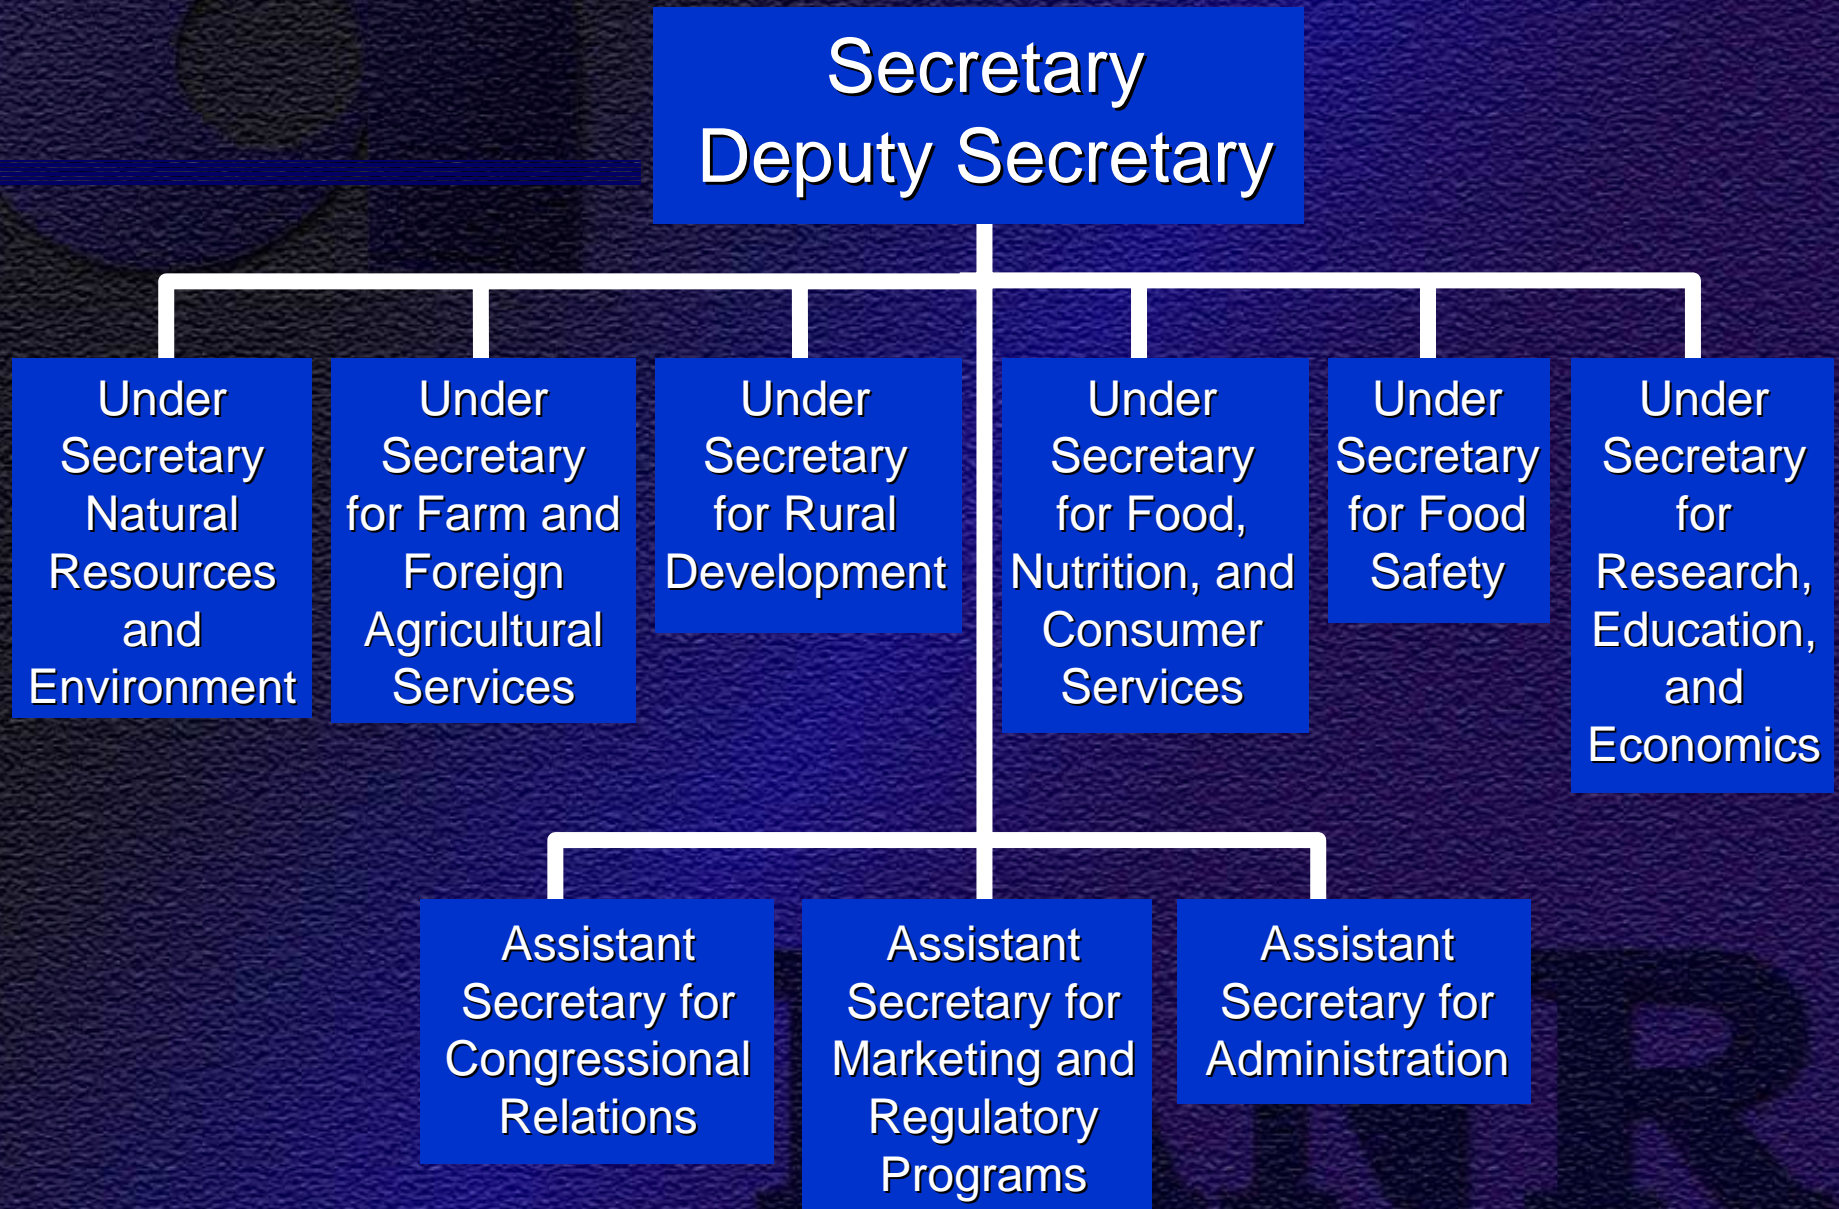 Secretary
Deputy Secretary
Under
Secretary
Natural
Resources
and
Environment
Under
Secretary
for Farm and
Foreign
Agricultural
Services
Under
Secretary
for Rural
Development
Under
Secretary
for Food,
Nutrition, and
Consumer
Services
Under
Secretary
for Food
Safety
Under
Secretary
for
Research,
Education,
and
Economics
Assistant
Secretary for
Congressional
Relations
Assistant
Secretary for
Marketing and
Regulatory
Programs
Assistant
Secretary for
Administration